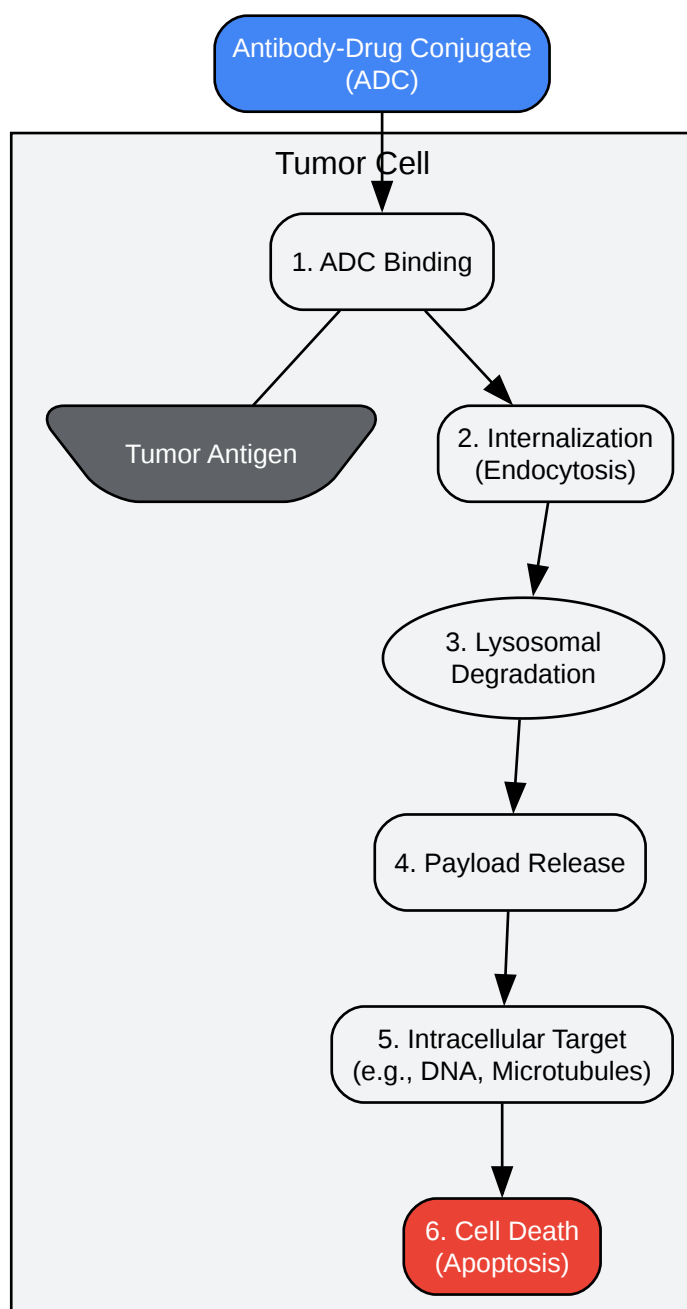 Antibody-Drug Conjugate
(ADC)
Tumor Cell
1. ADC Binding
Tumor Antigen
2. Internalization
(Endocytosis)
3. Lysosomal
Degradation
4. Payload Release
5. Intracellular Target
(e.g., DNA, Microtubules)
6. Cell Death
(Apoptosis)